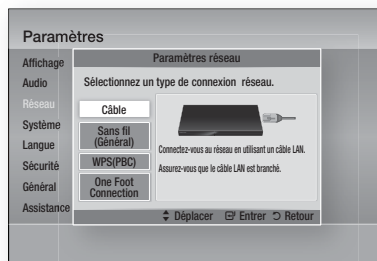 Paramètres
Affichage
Audio
Réseau
Système
Langue
Sécurité
Général
Assistance
Paramètres réseau
Sélectionnez un type de connexion réseau.
Câble
Sans fil
(Général)
WPS(PBC)
One Foot
Connection
Connectez-vous au réseau en utilisant un câble LAN.
Assurez-vous que le câble LAN est branché.
Déplacer Entrer Retour